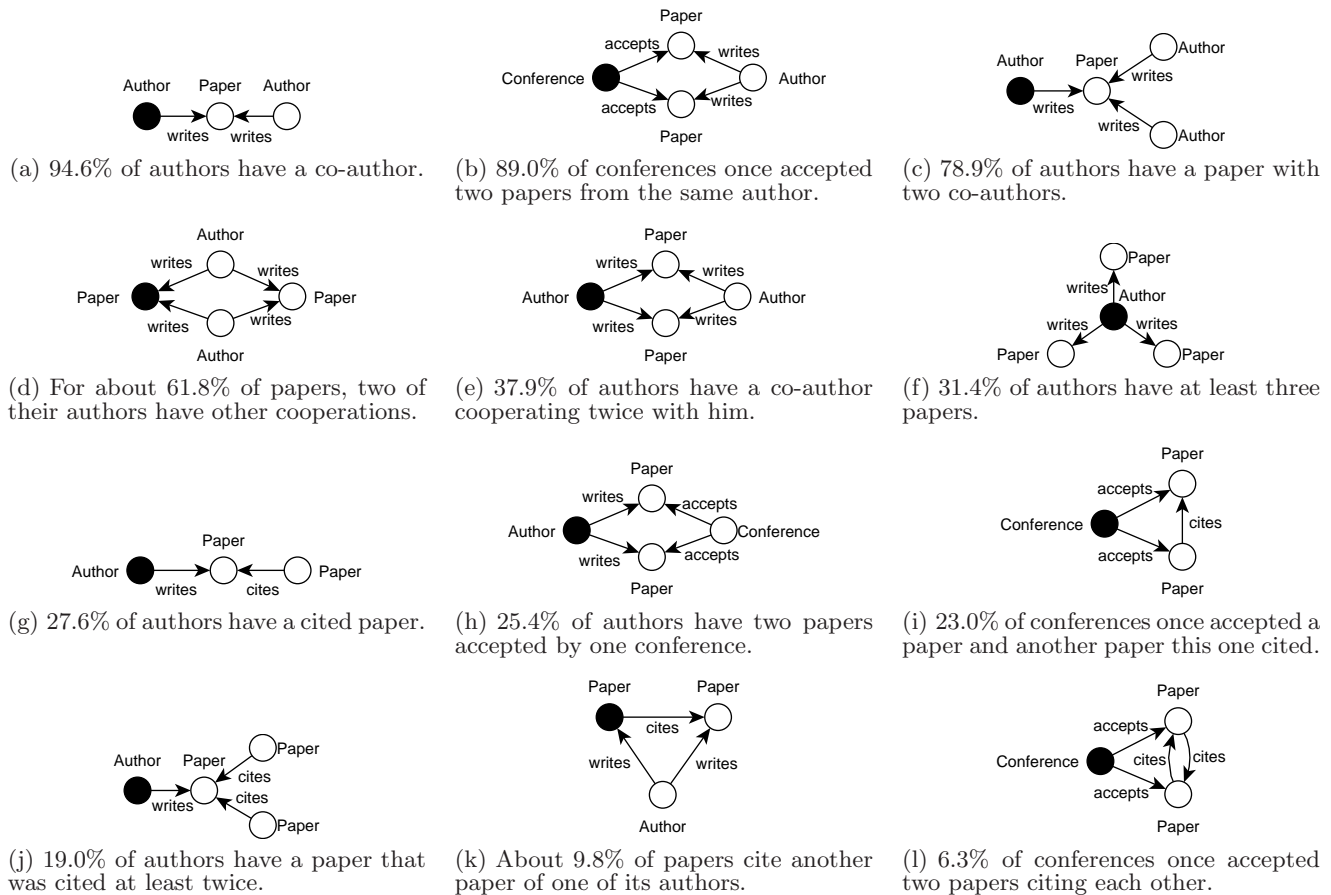 Author Paper Author
writes writes
(a) 94.6% of authors have a co-author.
Paper
accepts writes
Conference Author
accepts writes
Paper
(b) 89.0% of conferences once accepted
two papers from the same author.
Author Paper Author
writes writes
writes
Author
(c) 78.9% of authors have a paper with
two co-authors.
Author
writes writes
Paper Paper
writes writes
Author
(d) For about 61.8% of papers, two of
their authors have other cooperations.
Paper
writes writes
Author Author
writes writes
Paper
(e) 37.9% of authors have a co-author
cooperating twice with him.
Paper
writes
Author
writes writes
Paper Paper
(f) 31.4% of authors have at least three
papers.
Paper
Author Paper
writes cites
(g) 27.6% of authors have a cited paper.
Paper
writes accepts
Author Conference
writes accepts
Paper
(h) 25.4% of authors have two papers
accepted by one conference.
Paper
accepts
Conference cites
accepts
Paper
(i) 23.0% of conferences once accepted a
paper and another paper this one cited.
Author Paper Paper
cites
writes cites
Paper
(j) 19.0% of authors have a paper that
was cited at least twice.
Paper Paper
cites
writes writes
Author
(k) About 9.8% of papers cite another
paper of one of its authors.
Paper
accepts
Conference cites cites
accepts
Paper
(l) 6.3% of conferences once accepted
two papers citing each other.